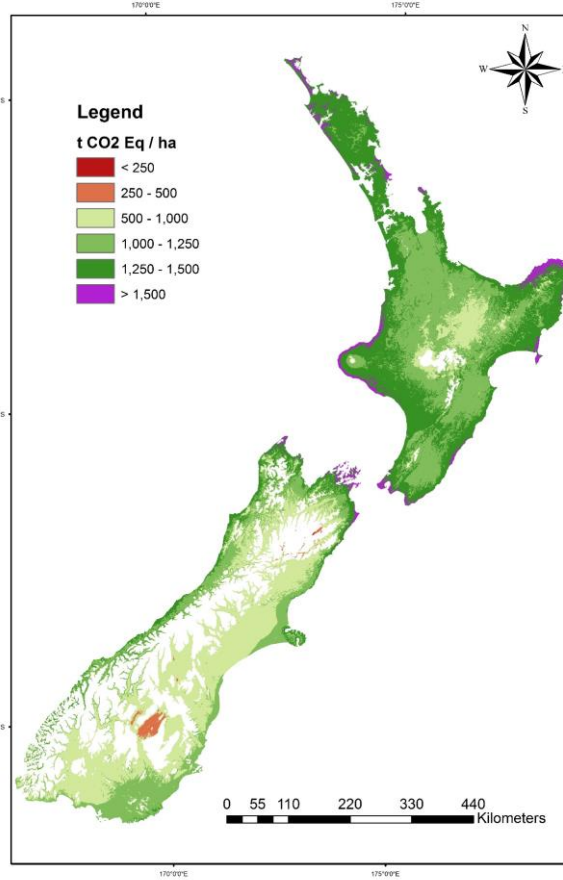 170°0'0"E 175°0'0"E
N
W
S
Legend
t CO2 Eq / ha
< 250
250 - 500
500 - 1,000
1,000 - 1,250
1,250 - 1,500
> 1,500
S
S
S
0 55 110 220 330 440
Kilometers
170°0'0"E 175°0'0"E